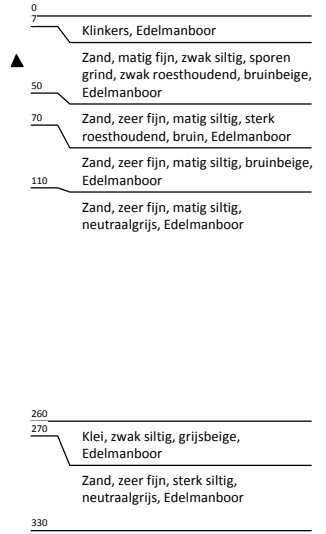 0
7
Klinkers, Edelmanboor
Zand, matig fijn, zwak siltig, sporen
grind, zwak roesthoudend, bruinbeige,
Edelmanboor
50
Zand, zeer fijn, matig siltig, sterk
roesthoudend, bruin, Edelmanboor
70
Zand, zeer fijn, matig siltig, bruinbeige,
Edelmanboor
110
Zand, zeer fijn, matig siltig,
neutraalgrijs, Edelmanboor
260
270
Klei, zwak siltig, grijsbeige,
Edelmanboor
Zand, zeer fijn, sterk siltig,
neutraalgrijs, Edelmanboor
330